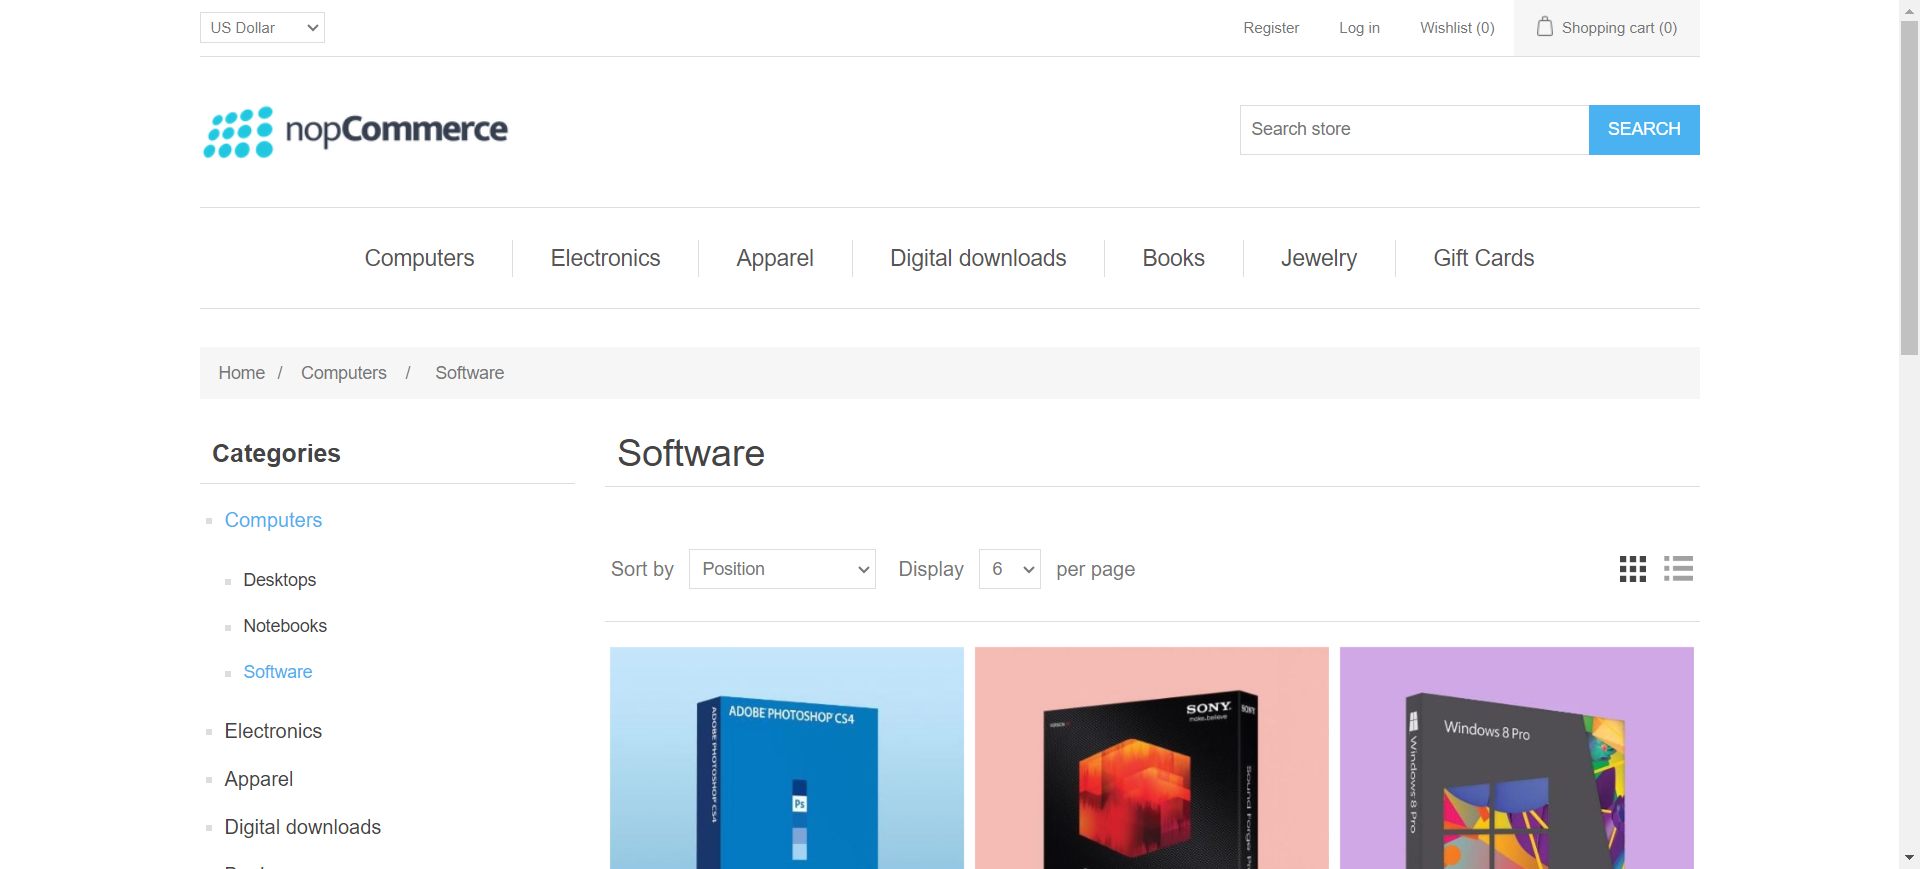 US Dollar
Register
Log in
Wishlist (0)
Shopping cart (0)
nopCommerce
Search store
SEARCH
Computers
Electronics
Apparel
Digital downloads
Books
Jewelry
Gift Cards
Home / Computers / Software
Categories
Computers
Desktops
Notebooks
Software
Electronics
Apparel
Digital downloads
Software
Sort by Position Display 6 per page
ADOBE PHOTOSHOP CS4
ADOBE PHOTOSHOP CS4
Ps
SONY
make.believe
SONY
Windows 8 Pro
Windows 8 Pro